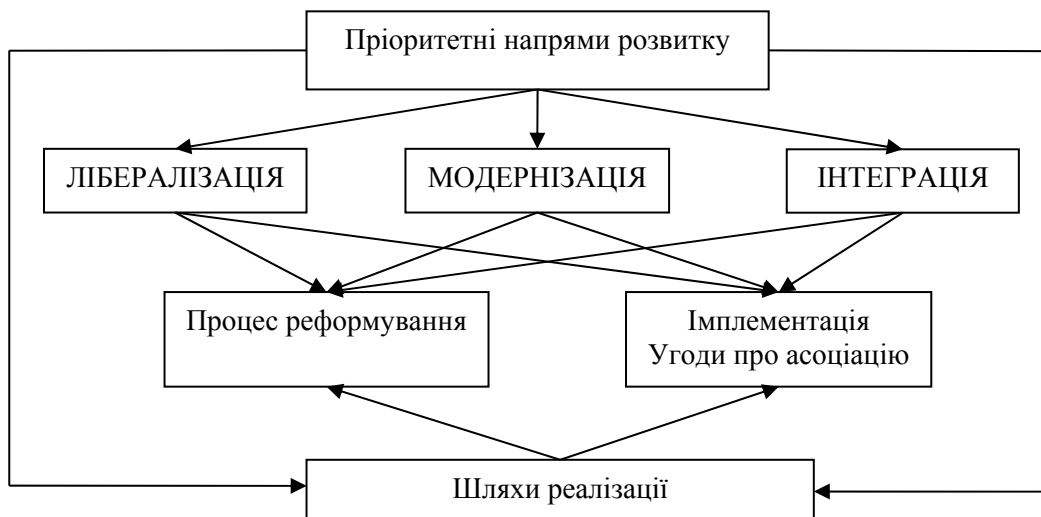 Пріоритетні напрями розвитку
ЛІБЕРАЛІЗАЦІЯ
МОДЕРНІЗАЦІЯ
ІНТЕГРАЦІЯ
Процес реформування
Імплементація
Угоди про асоціацію
Шляхи реалізації